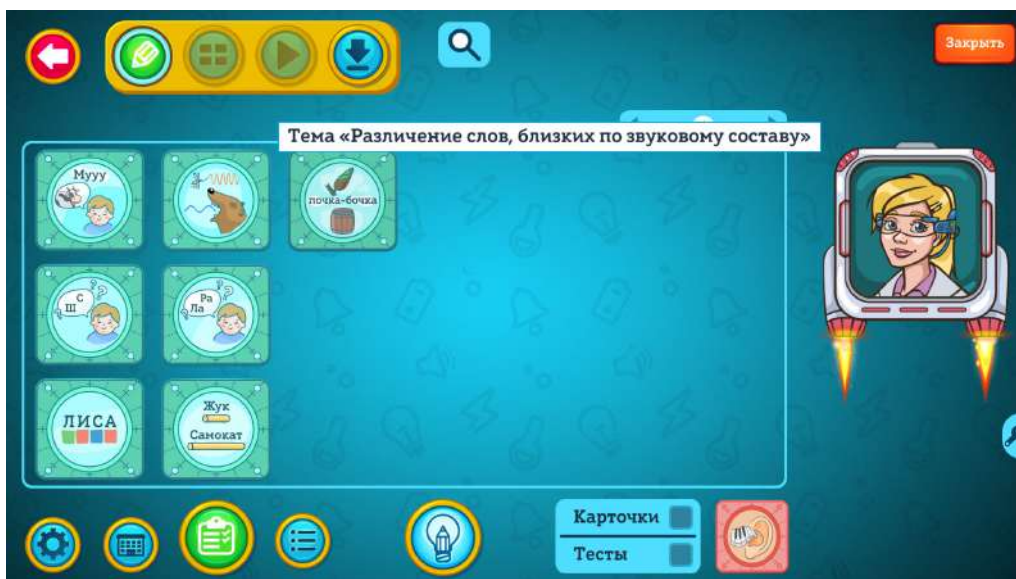 Закрыть
Тема «Различение слов, близких по звуковому составу»
Мууу
почка-бочка
С
Ш
Ра
Ла
ЛИСА
Жук
Самокат
Карточки
Тесты